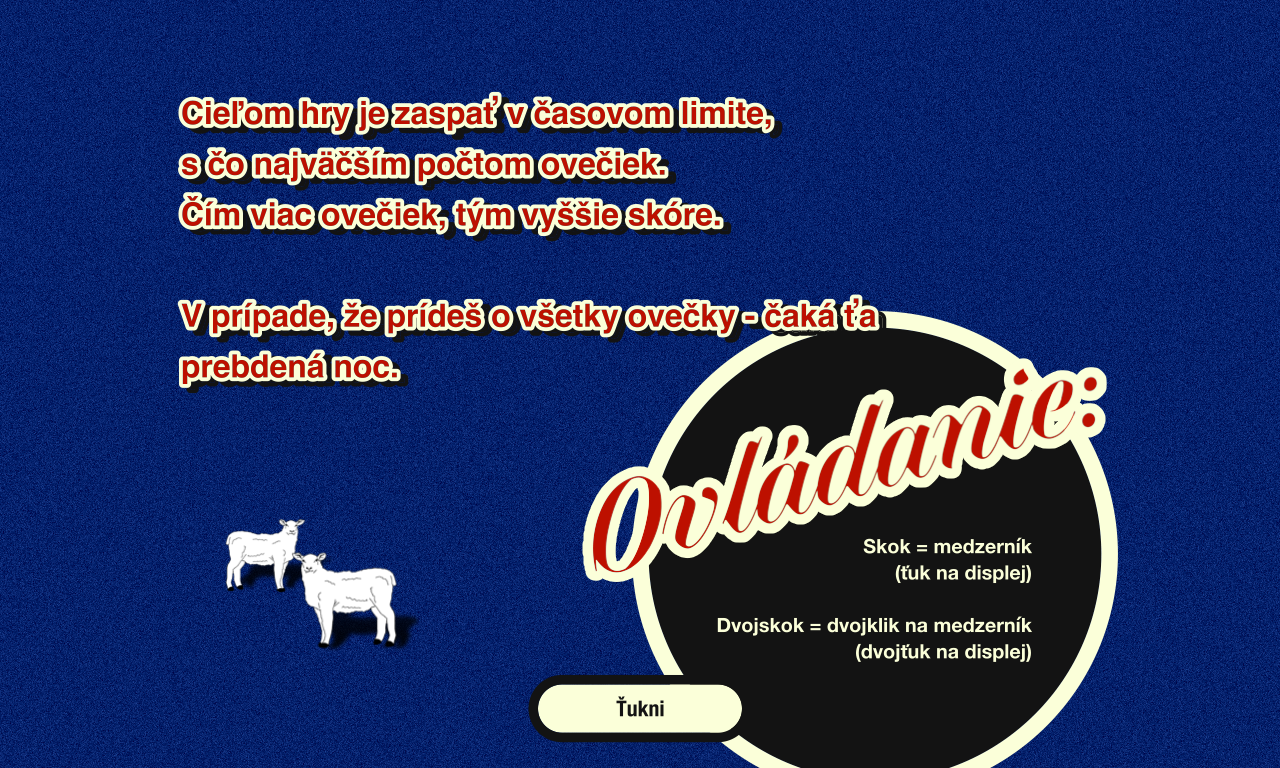 Cieľom hry je zaspať v časovom limite,
s čo najväčším počtom ovečiek.
Čím viac ovečiek, tým vyššie skóre.
V prípade, že prídeš o všetky ovečky - čaká ťa
prebdená noc.
Ovládanie:
Skok = medzerník
(ťuk na displej)
Dvojskok = dvojklik na medzerník
(dvojťuk na displej)
Ťukni